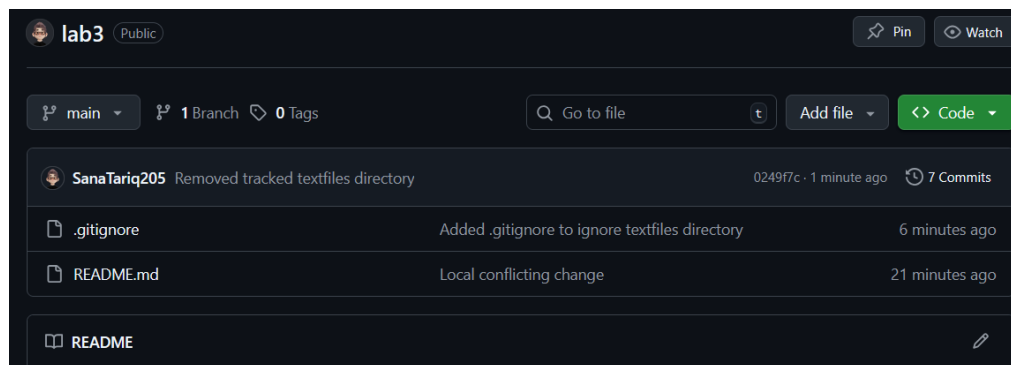 lab3 Public Pin Watch
main 1 Branch 0 Tags Go to file t Add file Code
SanaTariq205 Removed tracked textfiles directory 0249f7c · 1 minute ago 7 Commits
.gitignore Added .gitignore to ignore textfiles directory 6 minutes ago
README.md Local conflicting change 21 minutes ago
README